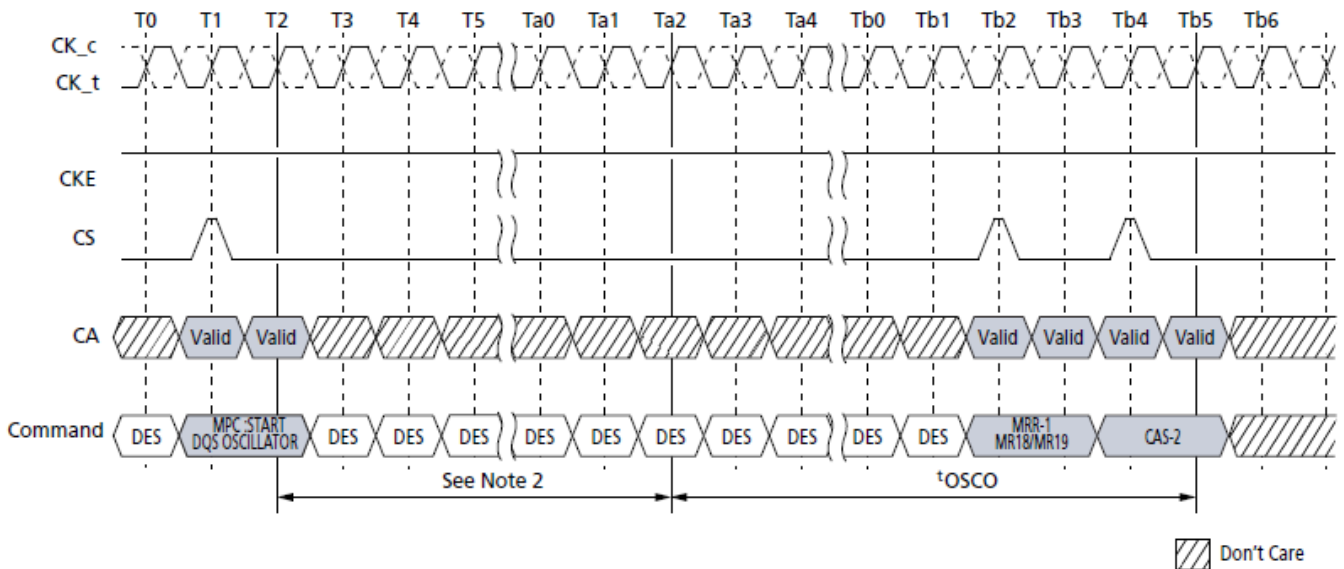 T0 T1 T2 T3 T4 T5 Ta0 Ta1 Ta2 Ta3 Ta4 Tb0 Tb1 Tb2 Tb3 Tb4 Tb5 Tb6
CK_c
CK_t
CKE
CS
CA Valid Valid Valid Valid Valid Valid
Command DES MPC :START DES DES DES DES DES DES DES DES DES DES MRR-1 CAS-2
DQS OSCILLATOR MR18/MR19
See Note 2 tOSCO
Don't Care